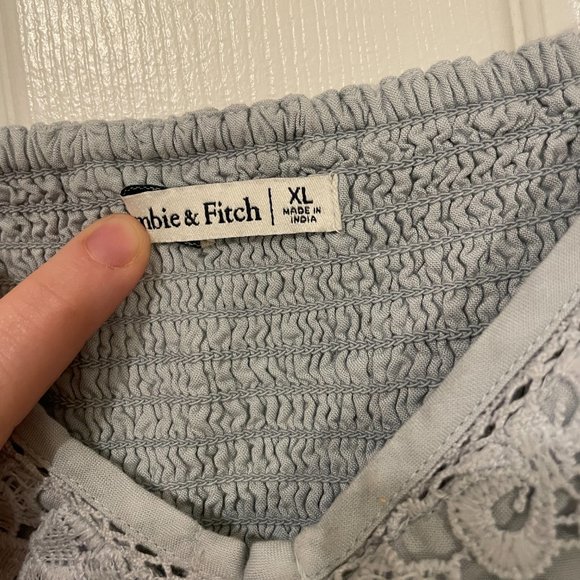 mbie & Fitch
XL
MADE IN
INDIA